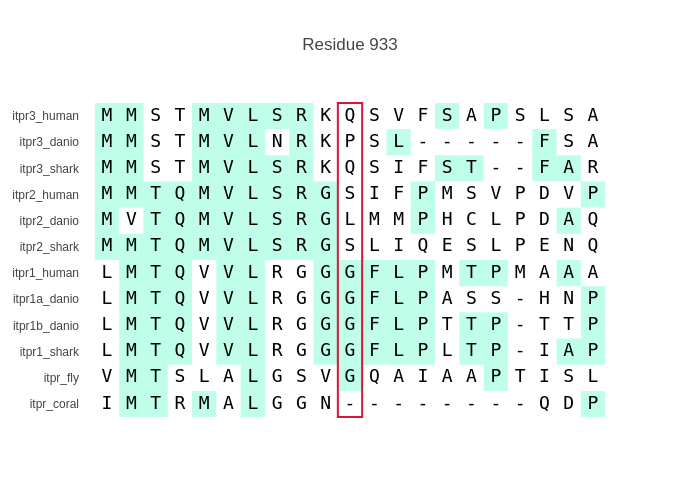 Residue 933
itpr3_human M M S T M V L S R K Q S V F S A P S L S A
itpr3_danio M M S T M V L N R K P S L - - - - - F S A
itpr3_shark M M S T M V L S R K Q S I F S T - - F A R
itpr2_human M M T Q M V L S R G S I F P M S V P D V P
itpr2_danio M V T Q M V L S R G L M M P H C L P D A Q
itpr2_shark M M T Q M V L S R G S L I Q E S L P E N Q
itpr1_human L M T Q V V L R G G G F L P M T P M A A A
itpr1a_danio L M T Q V V L R G G G F L P A S S - H N P
itpr1b_danio L M T Q V V L R G G G F L P T T P - T T P
itpr1_shark L M T Q V V L R G G G F L P L T P - I A P
itpr_fly V M T S L A L G S V G Q A I A A P T I S L
itpr_coral I M T R M A L G G N - - - - - - - - Q D P